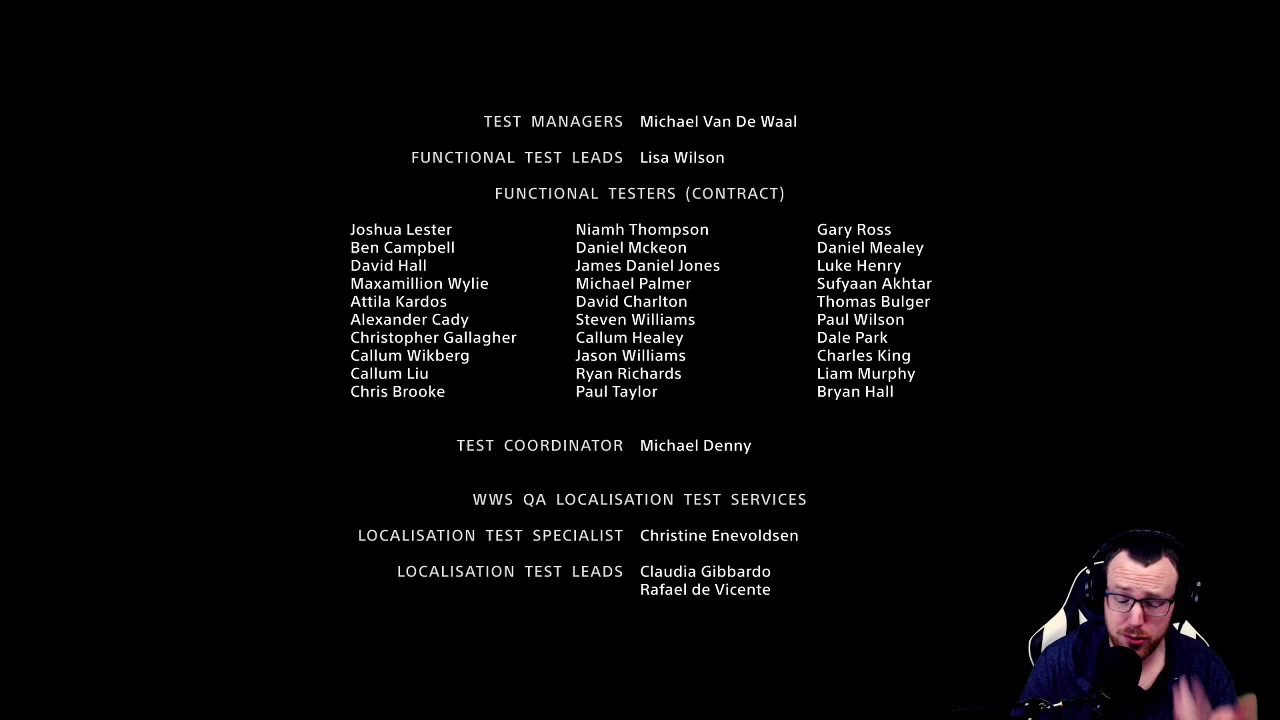 TEST MANAGERS Michael Van De Waal
FUNCTIONAL TEST LEADS Lisa Wilson
FUNCTIONAL TESTERS (CONTRACT)
Joshua Lester Niamh Thompson Gary Ross
Ben Campbell Daniel Mckeon Daniel Mealey
David Hall James Daniel Jones Luke Henry
Maxamillion Wylie Michael Palmer Sufyaan Akhtar
Attila Kardos David Charlton Thomas Bulger
Alexander Cady Steven Williams Paul Wilson
Christopher Gallagher Callum Healey Dale Park
Callum Wikberg Jason Williams Charles King
Callum Liu Ryan Richards Liam Murphy
Chris Brooke Paul Taylor Bryan Hall
TEST COORDINATOR Michael Denny
WWS QA LOCALISATION TEST SERVICES
LOCALISATION TEST SPECIALIST Christine Enevoldsen
LOCALISATION TEST LEADS Claudia Gibbardo
Rafael de Vicente